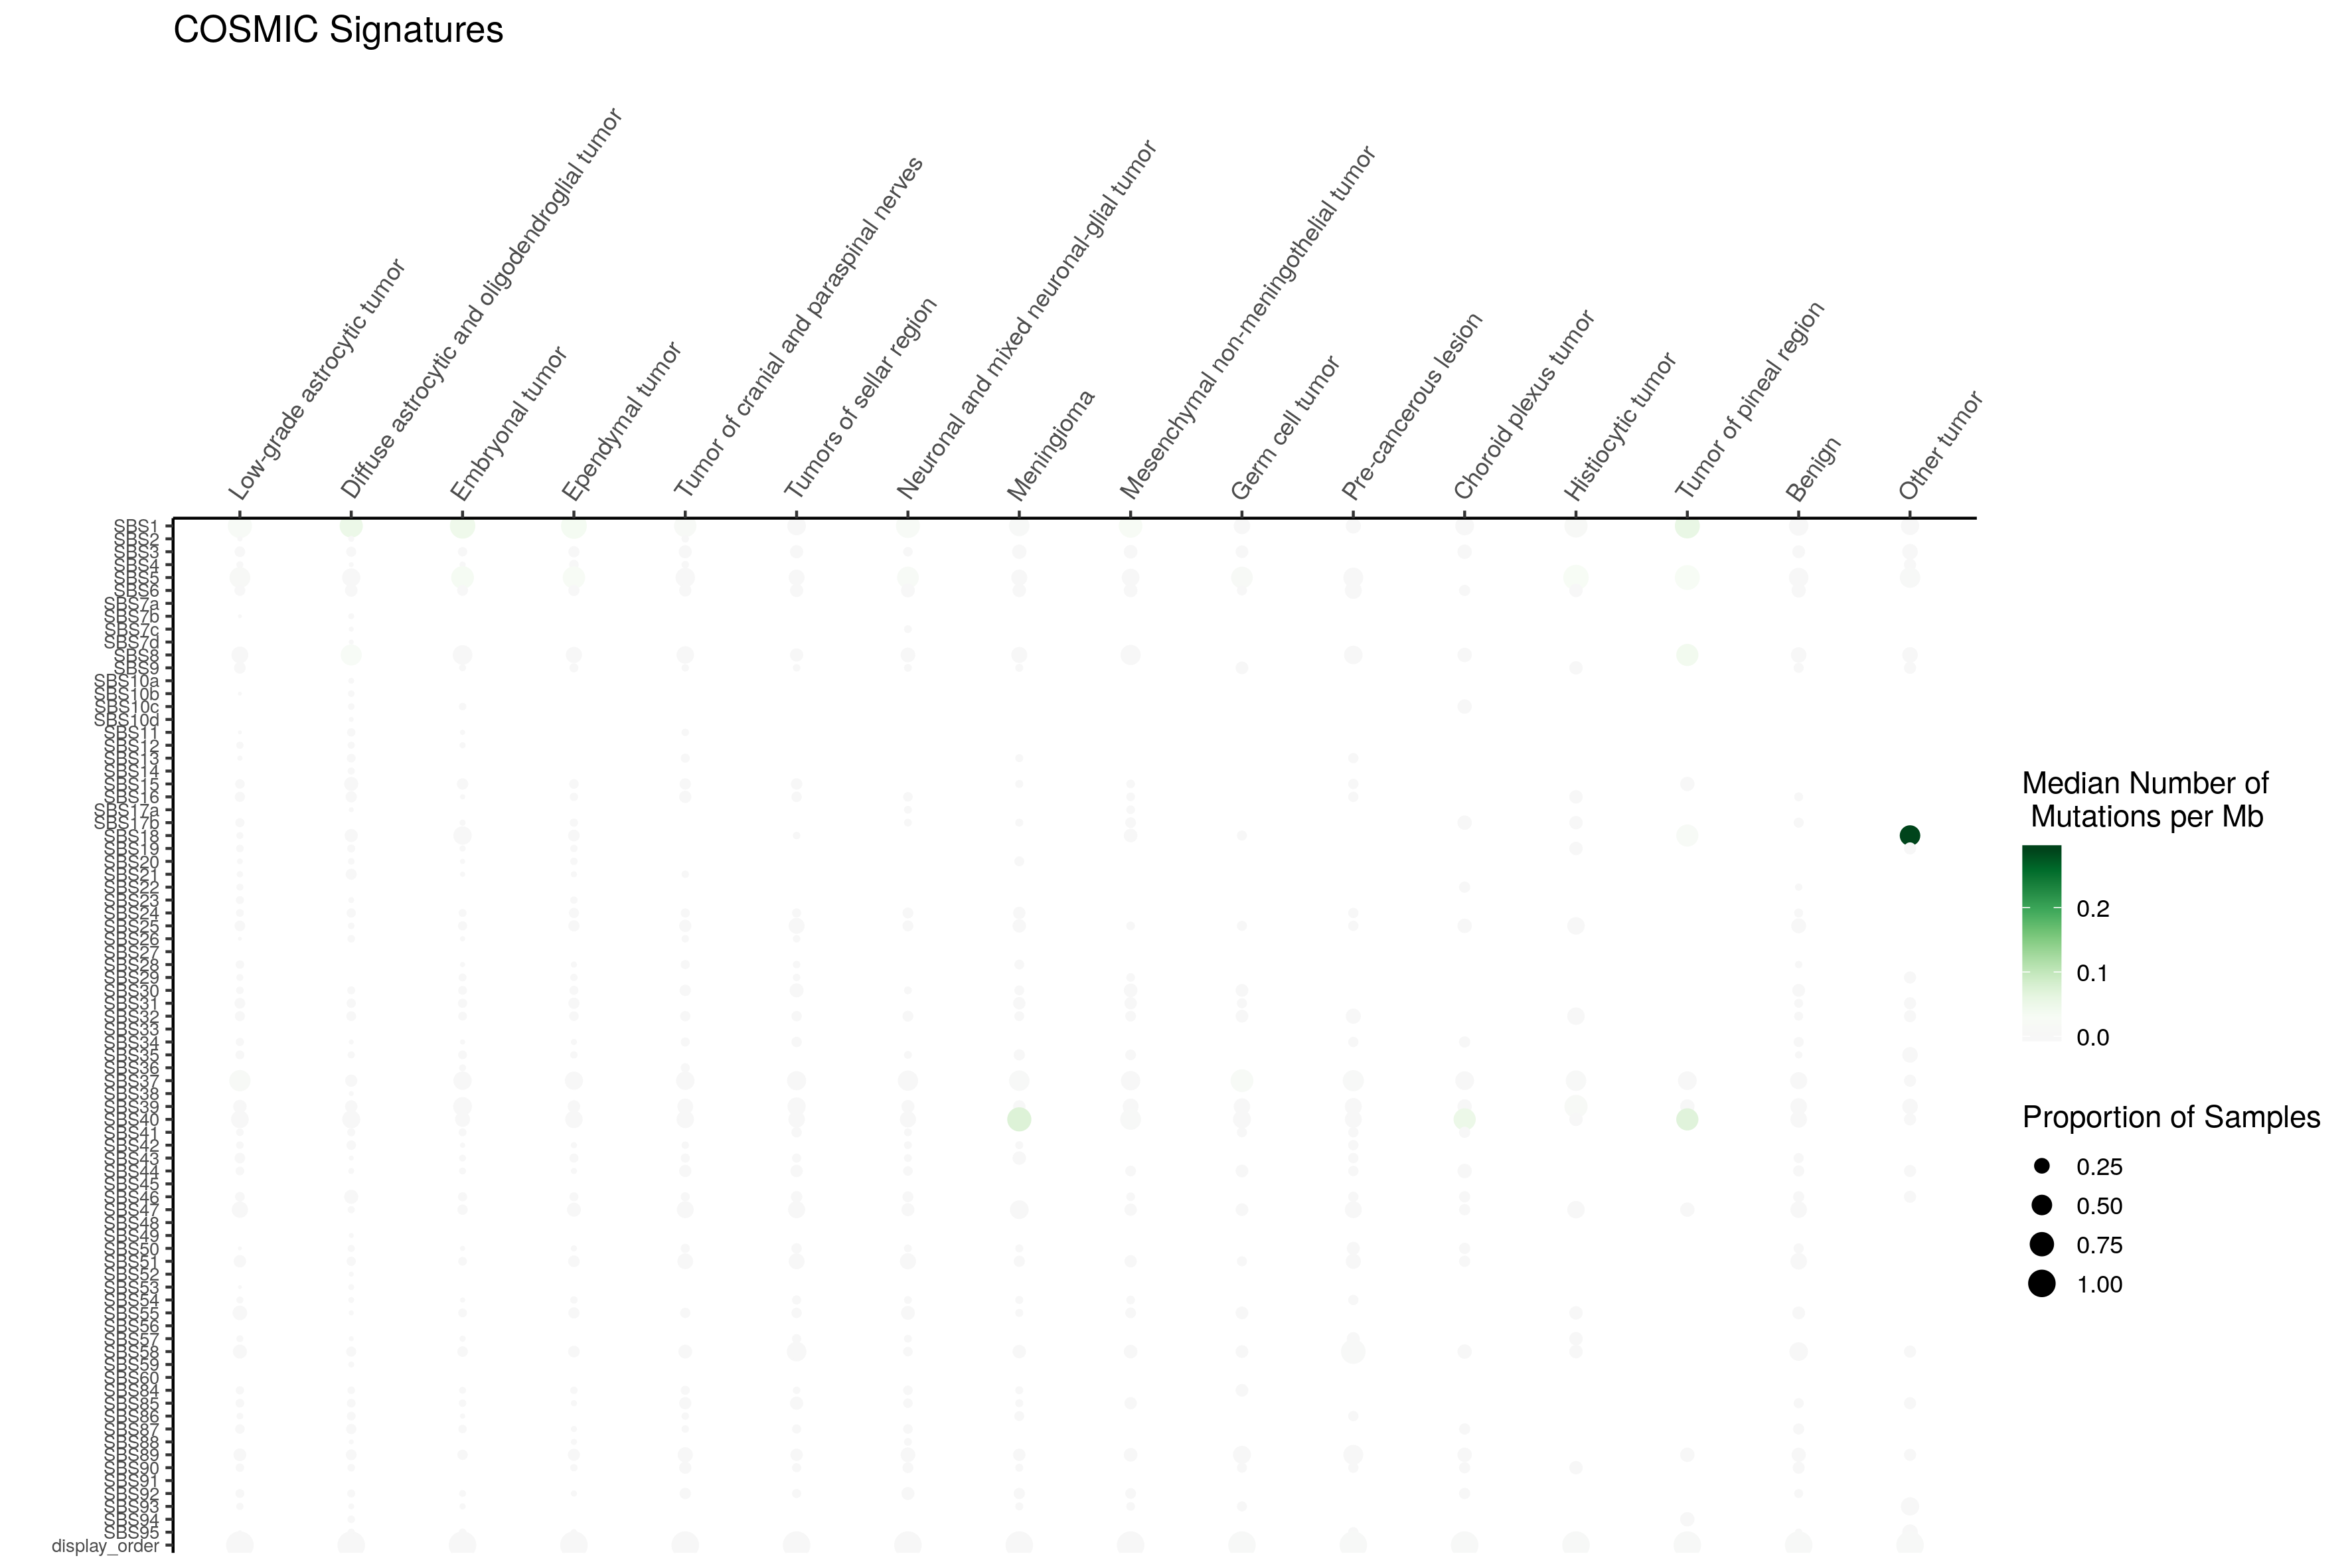 COSMIC Signatures
Low-grade astrocytic tumor
Diffuse astrocytic and oligodendroglial tumor
Embryonal tumor
Ependymal tumor
Tumor of cranial and paraspinal nerves
Tumors of sellar region
Neuronal and mixed neuronal-glial tumor
Meningioma
Mesenchymal non-meningothelial tumor
Germ cell tumor
Pre-cancerous lesion
Choroid plexus tumor
Histiocytic tumor
Tumor of pineal region
Benign
Other tumor
SBS1
SBS2
SBS3
SBS4
SBS5
SBS6
SBS7a
SBS7b
SBS7c
SBS7d
SBS8
SBS9
SBS10a
SBS10b
SBS10c
SBS10d
SBS11
SBS12
SBS13
SBS14
SBS15
SBS16
SBS17a
SBS17b
SBS18
SBS19
SBS20
SBS21
SBS22
SBS23
SBS24
SBS25
SBS26
SBS27
SBS28
SBS29
SBS30
SBS31
SBS32
SBS33
SBS34
SBS35
SBS36
SBS37
SBS38
SBS39
SBS40
SBS41
SBS42
SBS43
SBS44
SBS45
SBS46
SBS47
SBS48
SBS49
SBS50
SBS51
SBS52
SBS53
SBS54
SBS55
SBS56
SBS57
SBS58
SBS59
SBS60
SBS84
SBS85
SBS86
SBS87
SBS88
SBS89
SBS90
SBS91
SBS92
SBS93
SBS94
SBS95
display_order
Median Number of
Mutations per Mb
0.2
0.1
0.0
Proportion of Samples
0.25
0.50
0.75
1.00